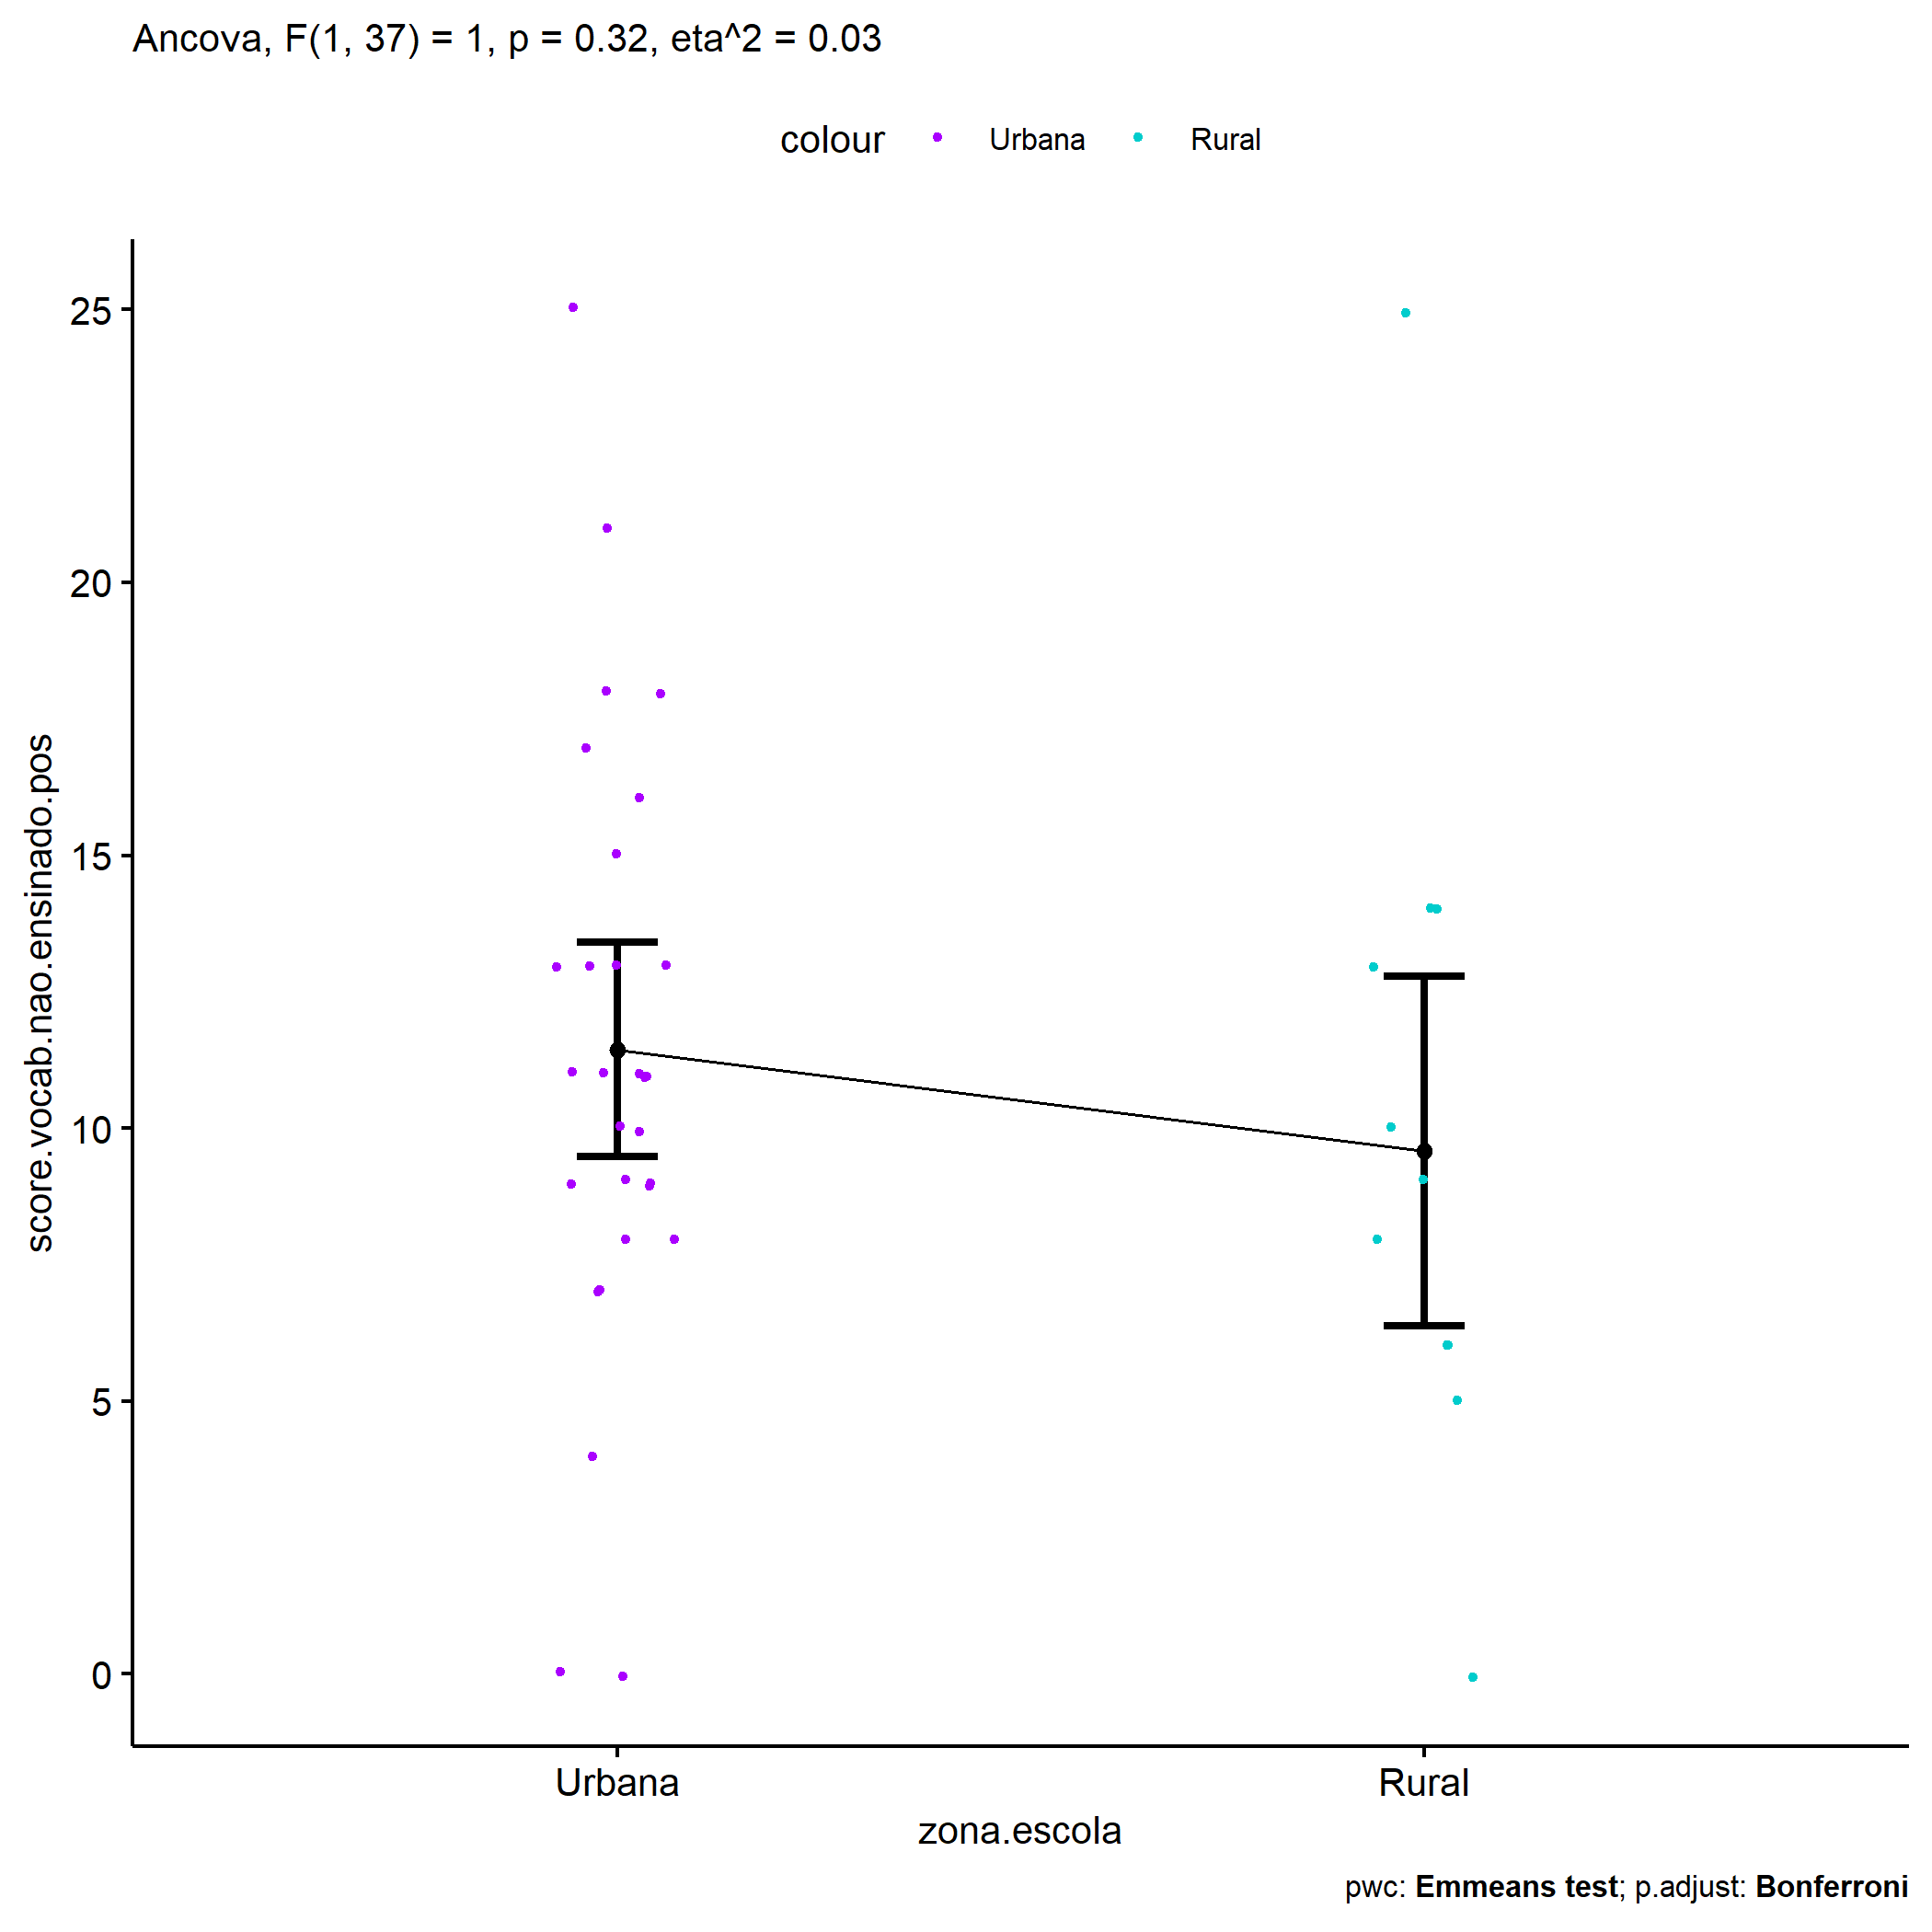 Ancova, F(1, 37) = 1, p = 0.32, eta^2 = 0.03
colour Urbana Rural
score.vocab.nao.ensinado.pos
25
20
15
10
5
0
Urbana Rural
zona.escola
pwc: Emmeans test; p.adjust: Bonferroni